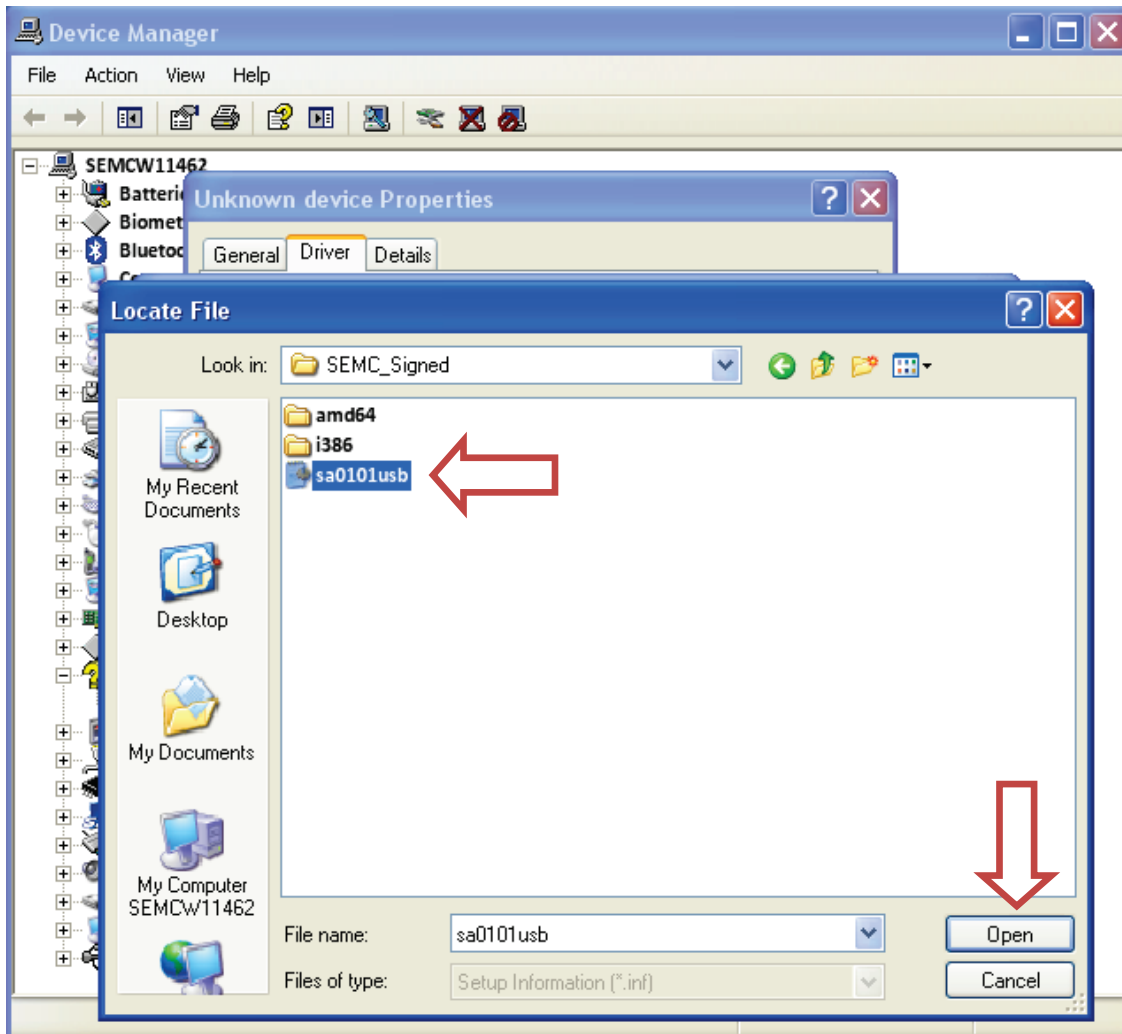 Device Manager
File Action View Help
SEMCW11462
Batterie
Biomet
Bluetoc
Unknown device Properties
General Driver Details
Locate File
Look in: SEMC_Signed
amd64
i386
sa0101usb
My Recent
Documents
Desktop
My Documents
My Computer
SEMCW11462
File name: sa0101usb Open
Files of type: Setup Information (*.inf) Cancel